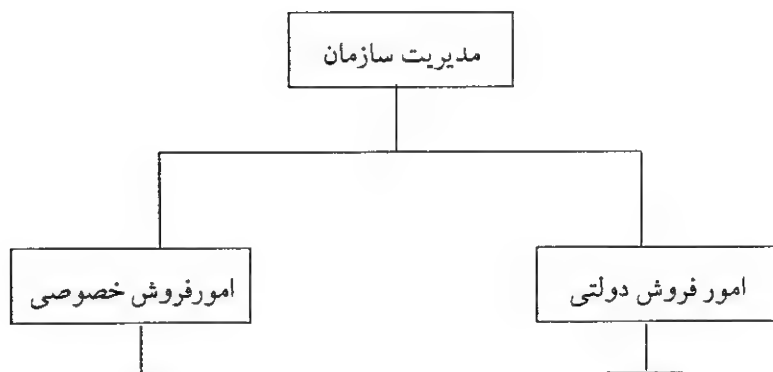 مدیریت سازمان
امور فروش دولتی
امورفروش خصوصی